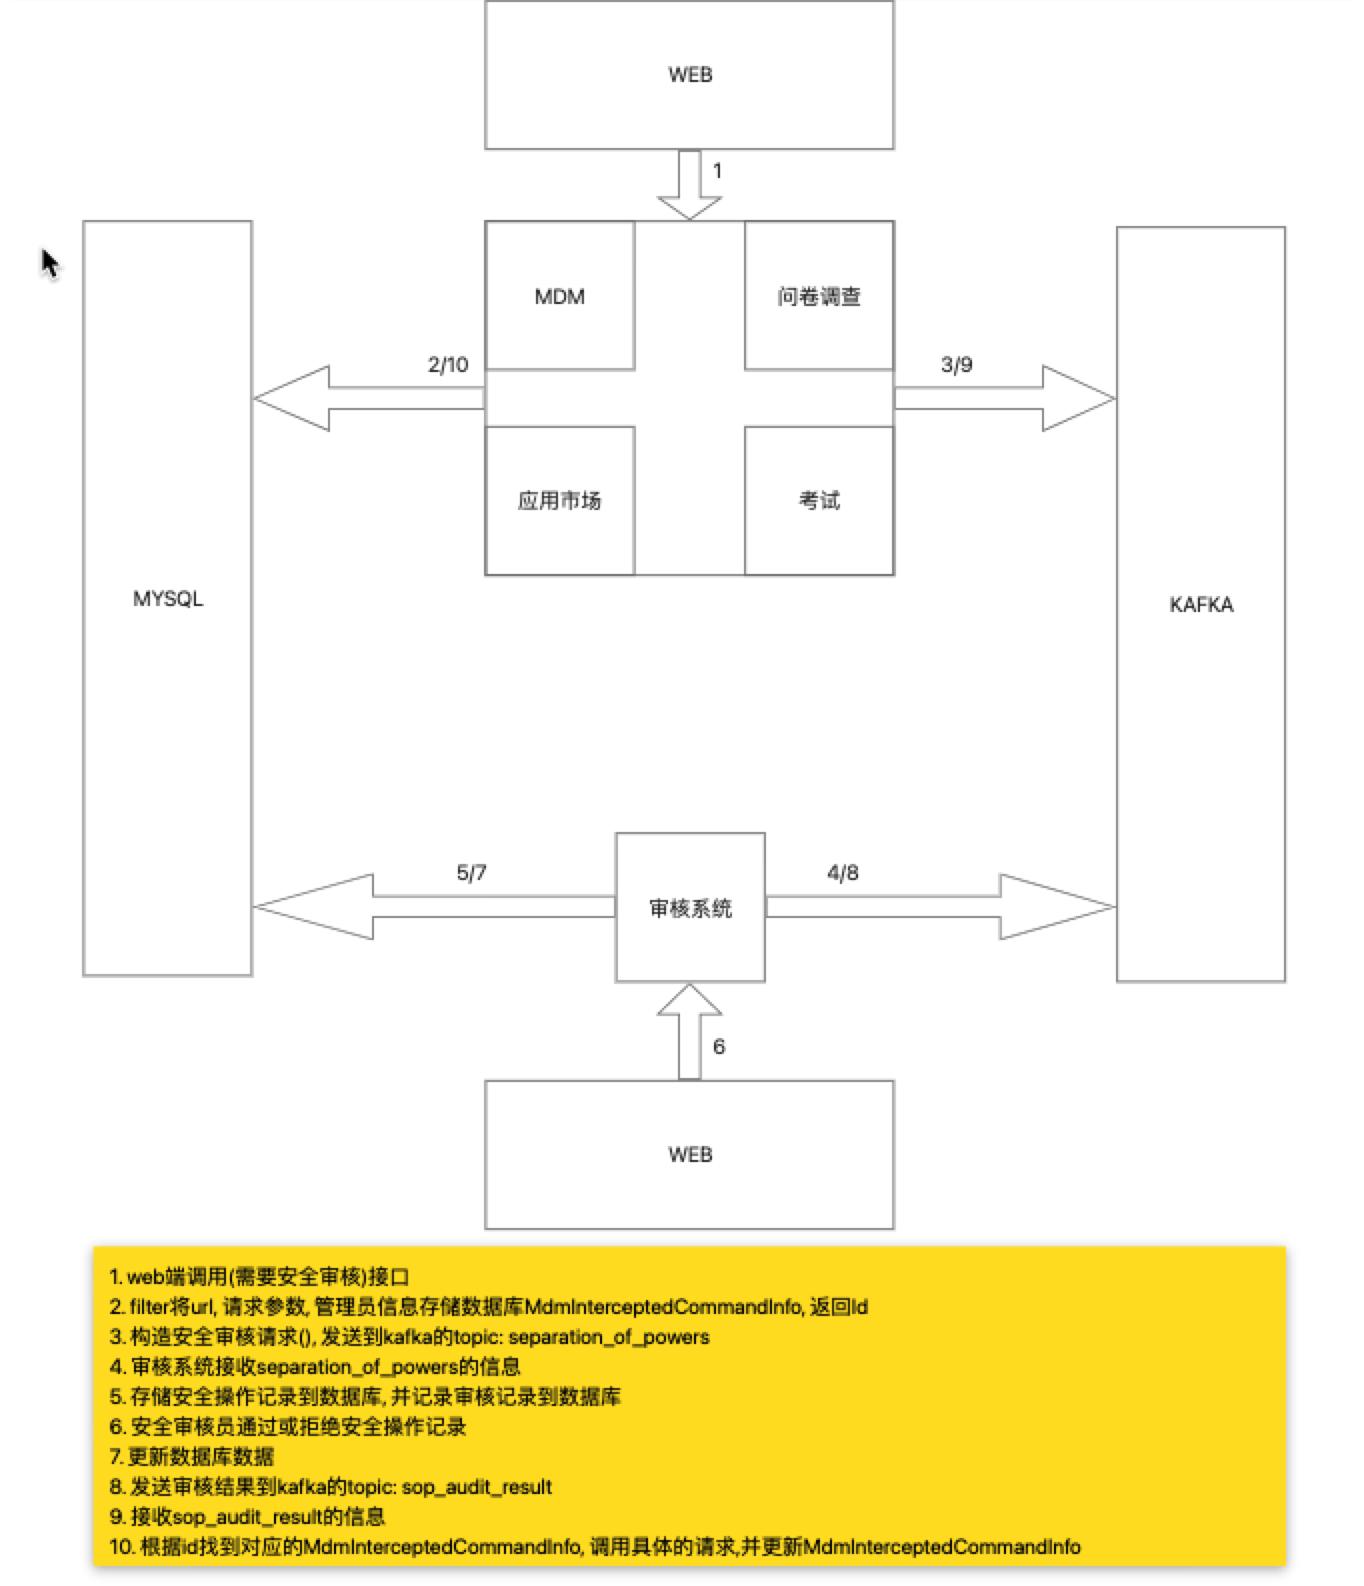 WEB
1
MDM
问卷调查
2/10
3/9
应用市场
考试
MYSQL
KAFKA
5/7
4/8
审核系统
6
WEB
1. web端调用(需要安全审核)接口
2. filter将url, 请求参数, 管理员信息存储数据库MdmInterceptedCommandInfo, 返回Id
3. 构造安全审核请求(), 发送到kafka的topic: separation_of_powers
4. 审核系统接收separation_of_powers的信息
5. 存储安全操作记录到数据库, 并记录审核记录到数据库
6. 安全审核员通过或拒绝安全操作记录
7. 更新数据库数据
8. 发送审核结果到kafka的topic: sop_audit_result
9. 接收sop_audit_result的信息
10. 根据id找到对应的MdmInterceptedCommandInfo, 调用具体的请求,并更新MdmInterceptedCommandInfo